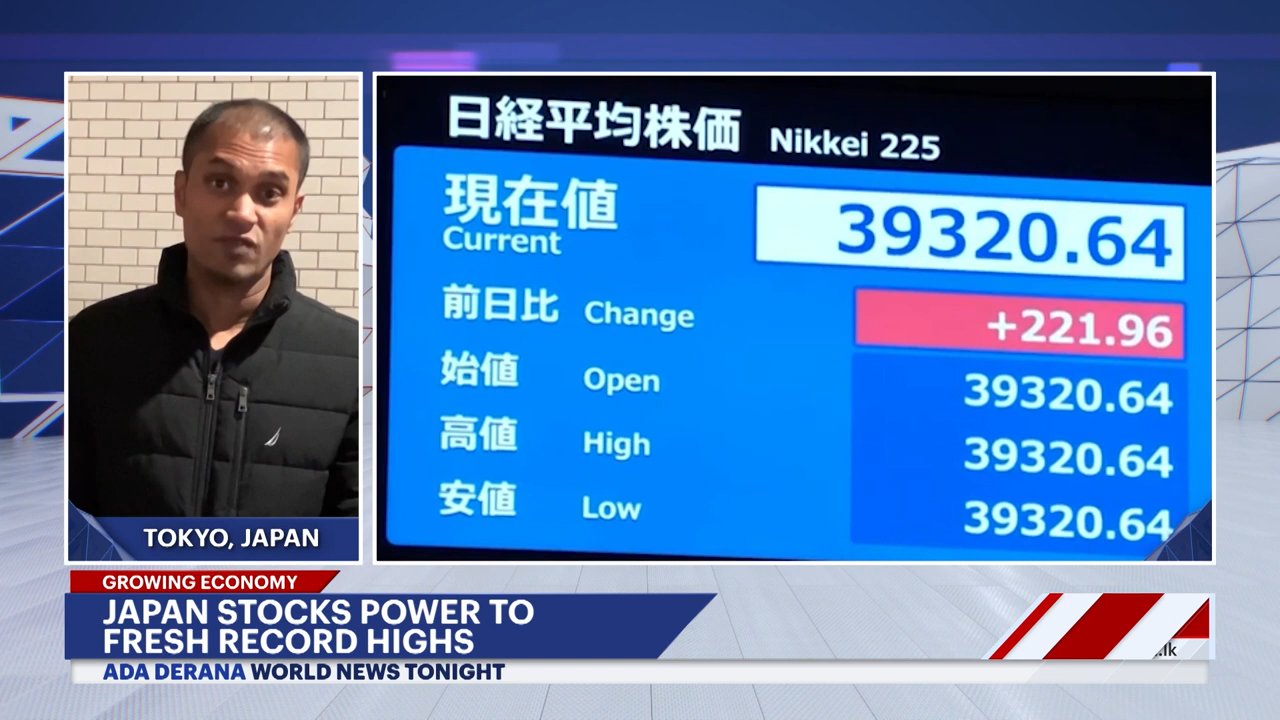 日経平均株価 Nikkei 225
現在値 39320.64
Current
前日比 Change +221.96
始値 Open 39320.64
高値 High 39320.64
安値 Low 39320.64
TOKYO, JAPAN
GROWING ECONOMY
JAPAN STOCKS POWER TO
FRESH RECORD HIGHS
ADA DERANA WORLD NEWS TONIGHT
.lk